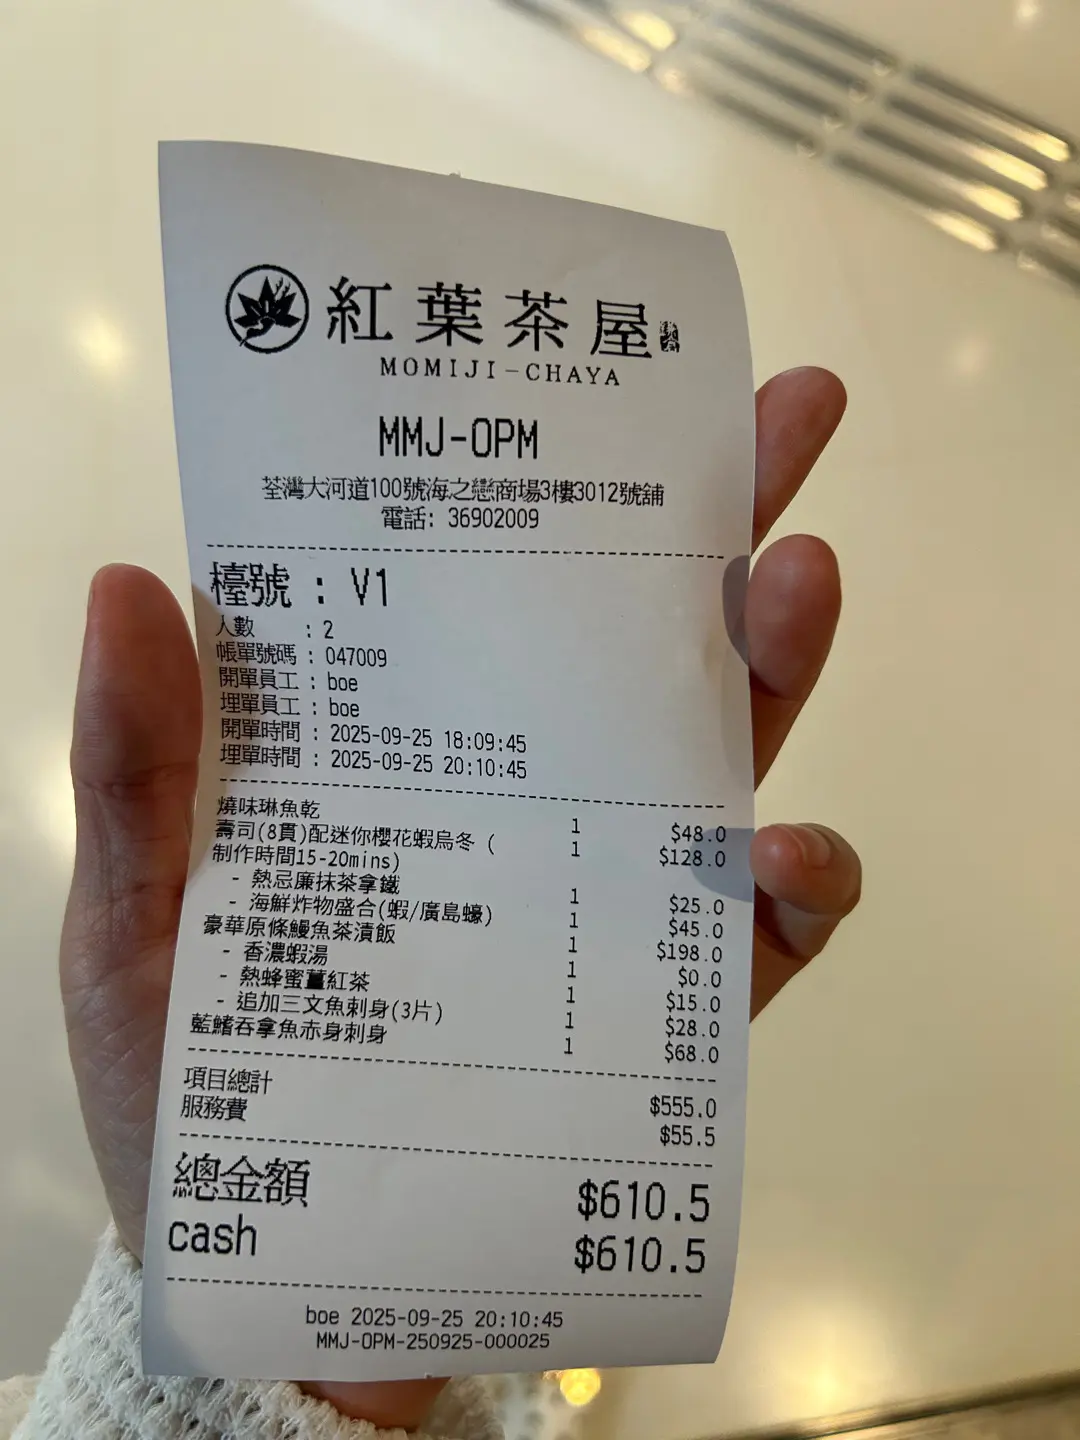 紅葉茶屋
MOMIJI-CHAYA
MMJ-OPM
荃灣大河道100號海之戀商場3樓3012號舖
電話: 36902009
檯號 : V1
人數 : 2
帳單號碼 : 047009
開單員工 : boe
埋單員工 : boe
開單時間 : 2025-09-25 18:09:45
埋單時間 : 2025-09-25 20:10:45
燒味琳魚乾 1 $48.0
壽司(8貫)配迷你櫻花蝦烏冬 ( 1 $128.0
制作時間15-20mins)
- 熱忌廉抹茶拿鐵 1 $25.0
- 海鮮炸物盛合(蝦/廣島蠔) 1 $45.0
豪華原條鰻魚茶漬飯 1 $198.0
- 香濃蝦湯 1 $0.0
- 熱蜂蜜薑紅茶 1 $15.0
- 追加三文魚刺身(3片) 1 $28.0
藍鰭吞拿魚赤身刺身 1 $68.0
項目總計 $555.0
服務費 $55.5
總金額 $610.5
cash $610.5
boe 2025-09-25 20:10:45
MMJ-OPM-250925-000025